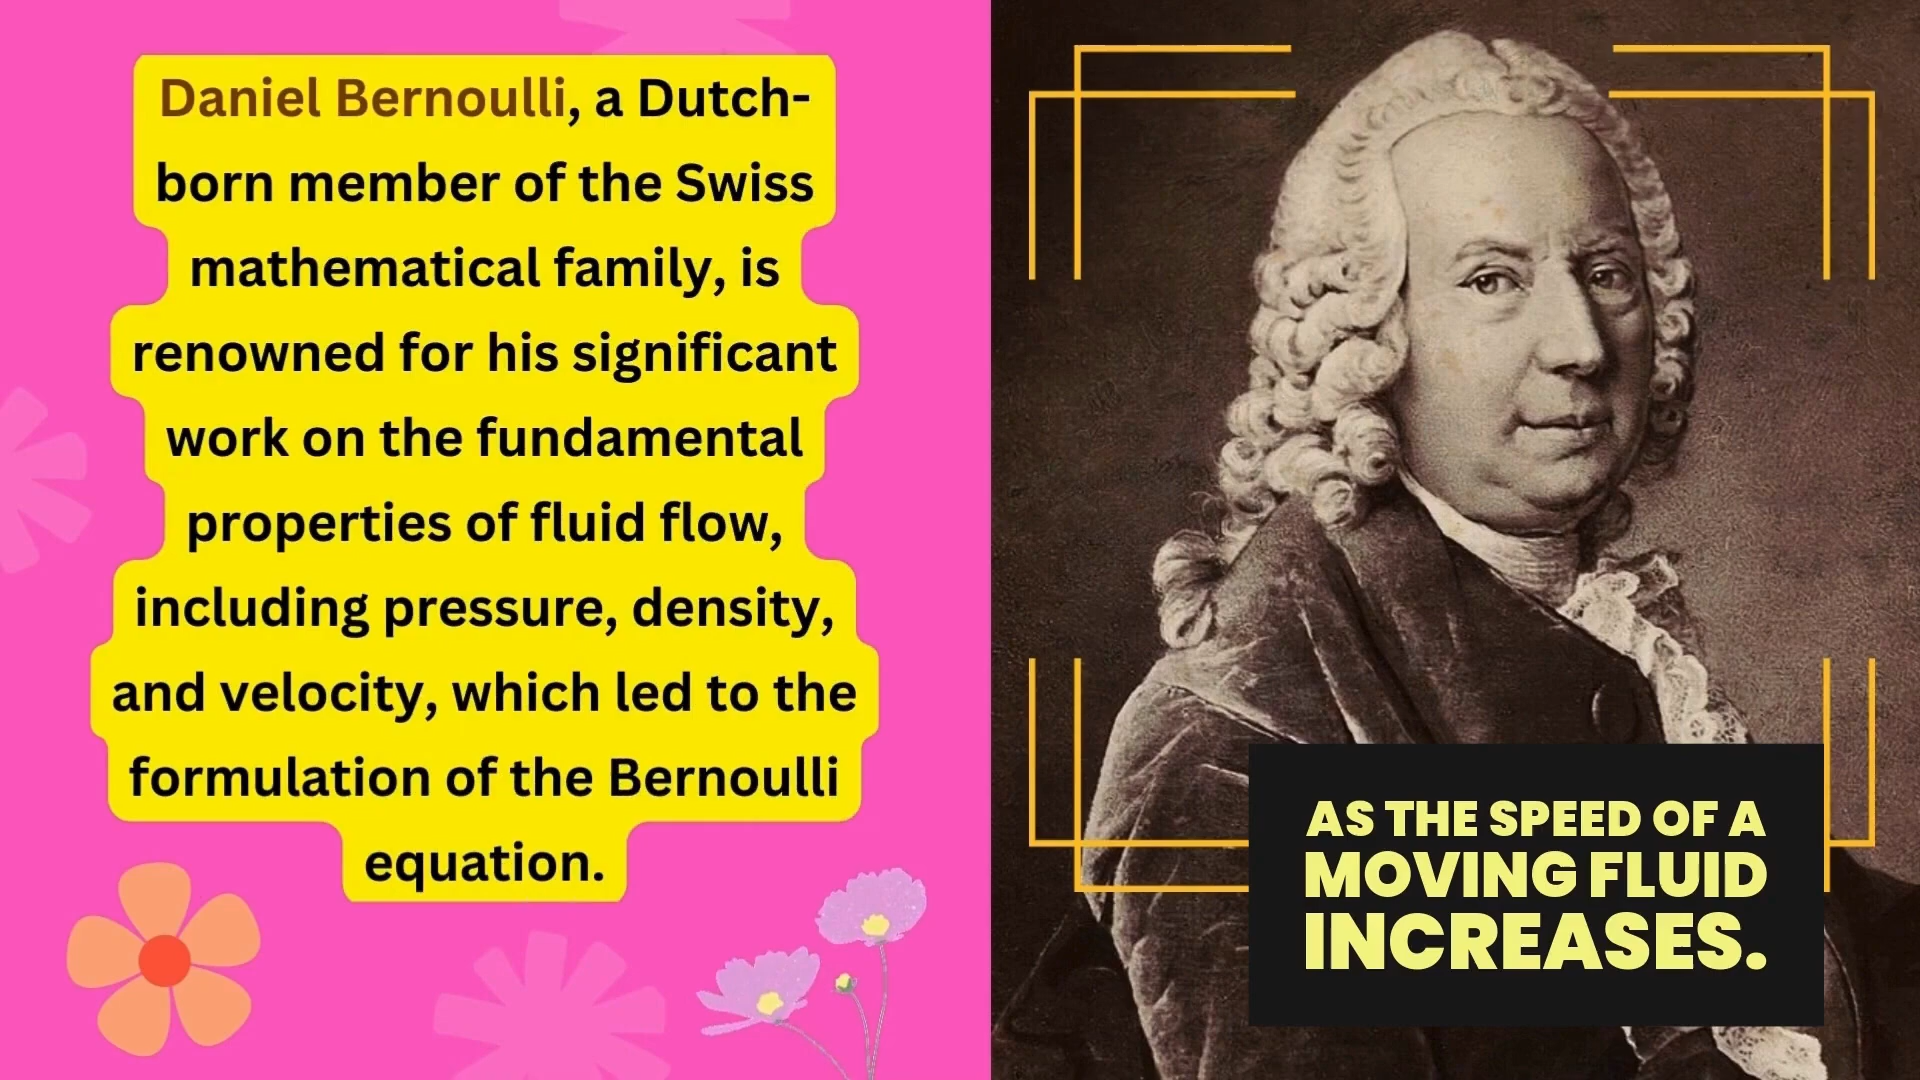 Daniel Bernoulli, a Dutch-
born member of the Swiss
mathematical family, is
renowned for his significant
work on the fundamental
properties of fluid flow,
including pressure, density,
and velocity, which led to the
formulation of the Bernoulli
equation.
AS THE SPEED OF A
MOVING FLUID
INCREASES.